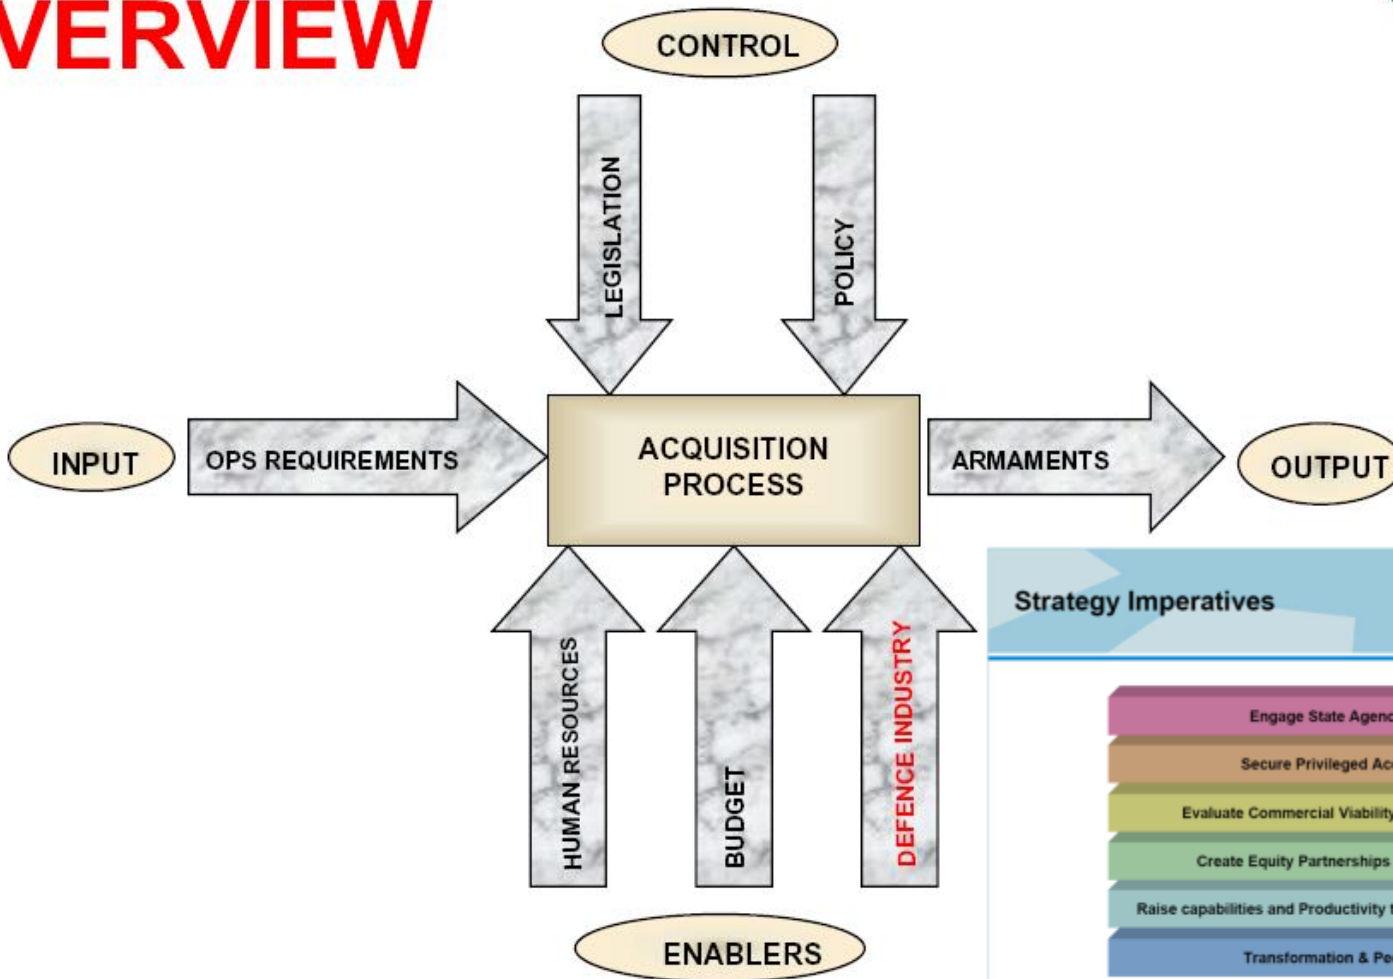 VERVIEW
CONTROL
LEGISLATION
POLICY
INPUT
OPS REQUIREMENTS
ACQUISITION
PROCESS
ARMAMENTS
OUTPUT
HUMAN RESOURCES
BUDGET
DEFENCE INDUSTRY
ENABLERS
Strategy Imperatives
Engage State
Secure Privileged
Evaluate Commercial Viability
Create Equity Partnerships
Raise capabilities and Productivity
Transformation &